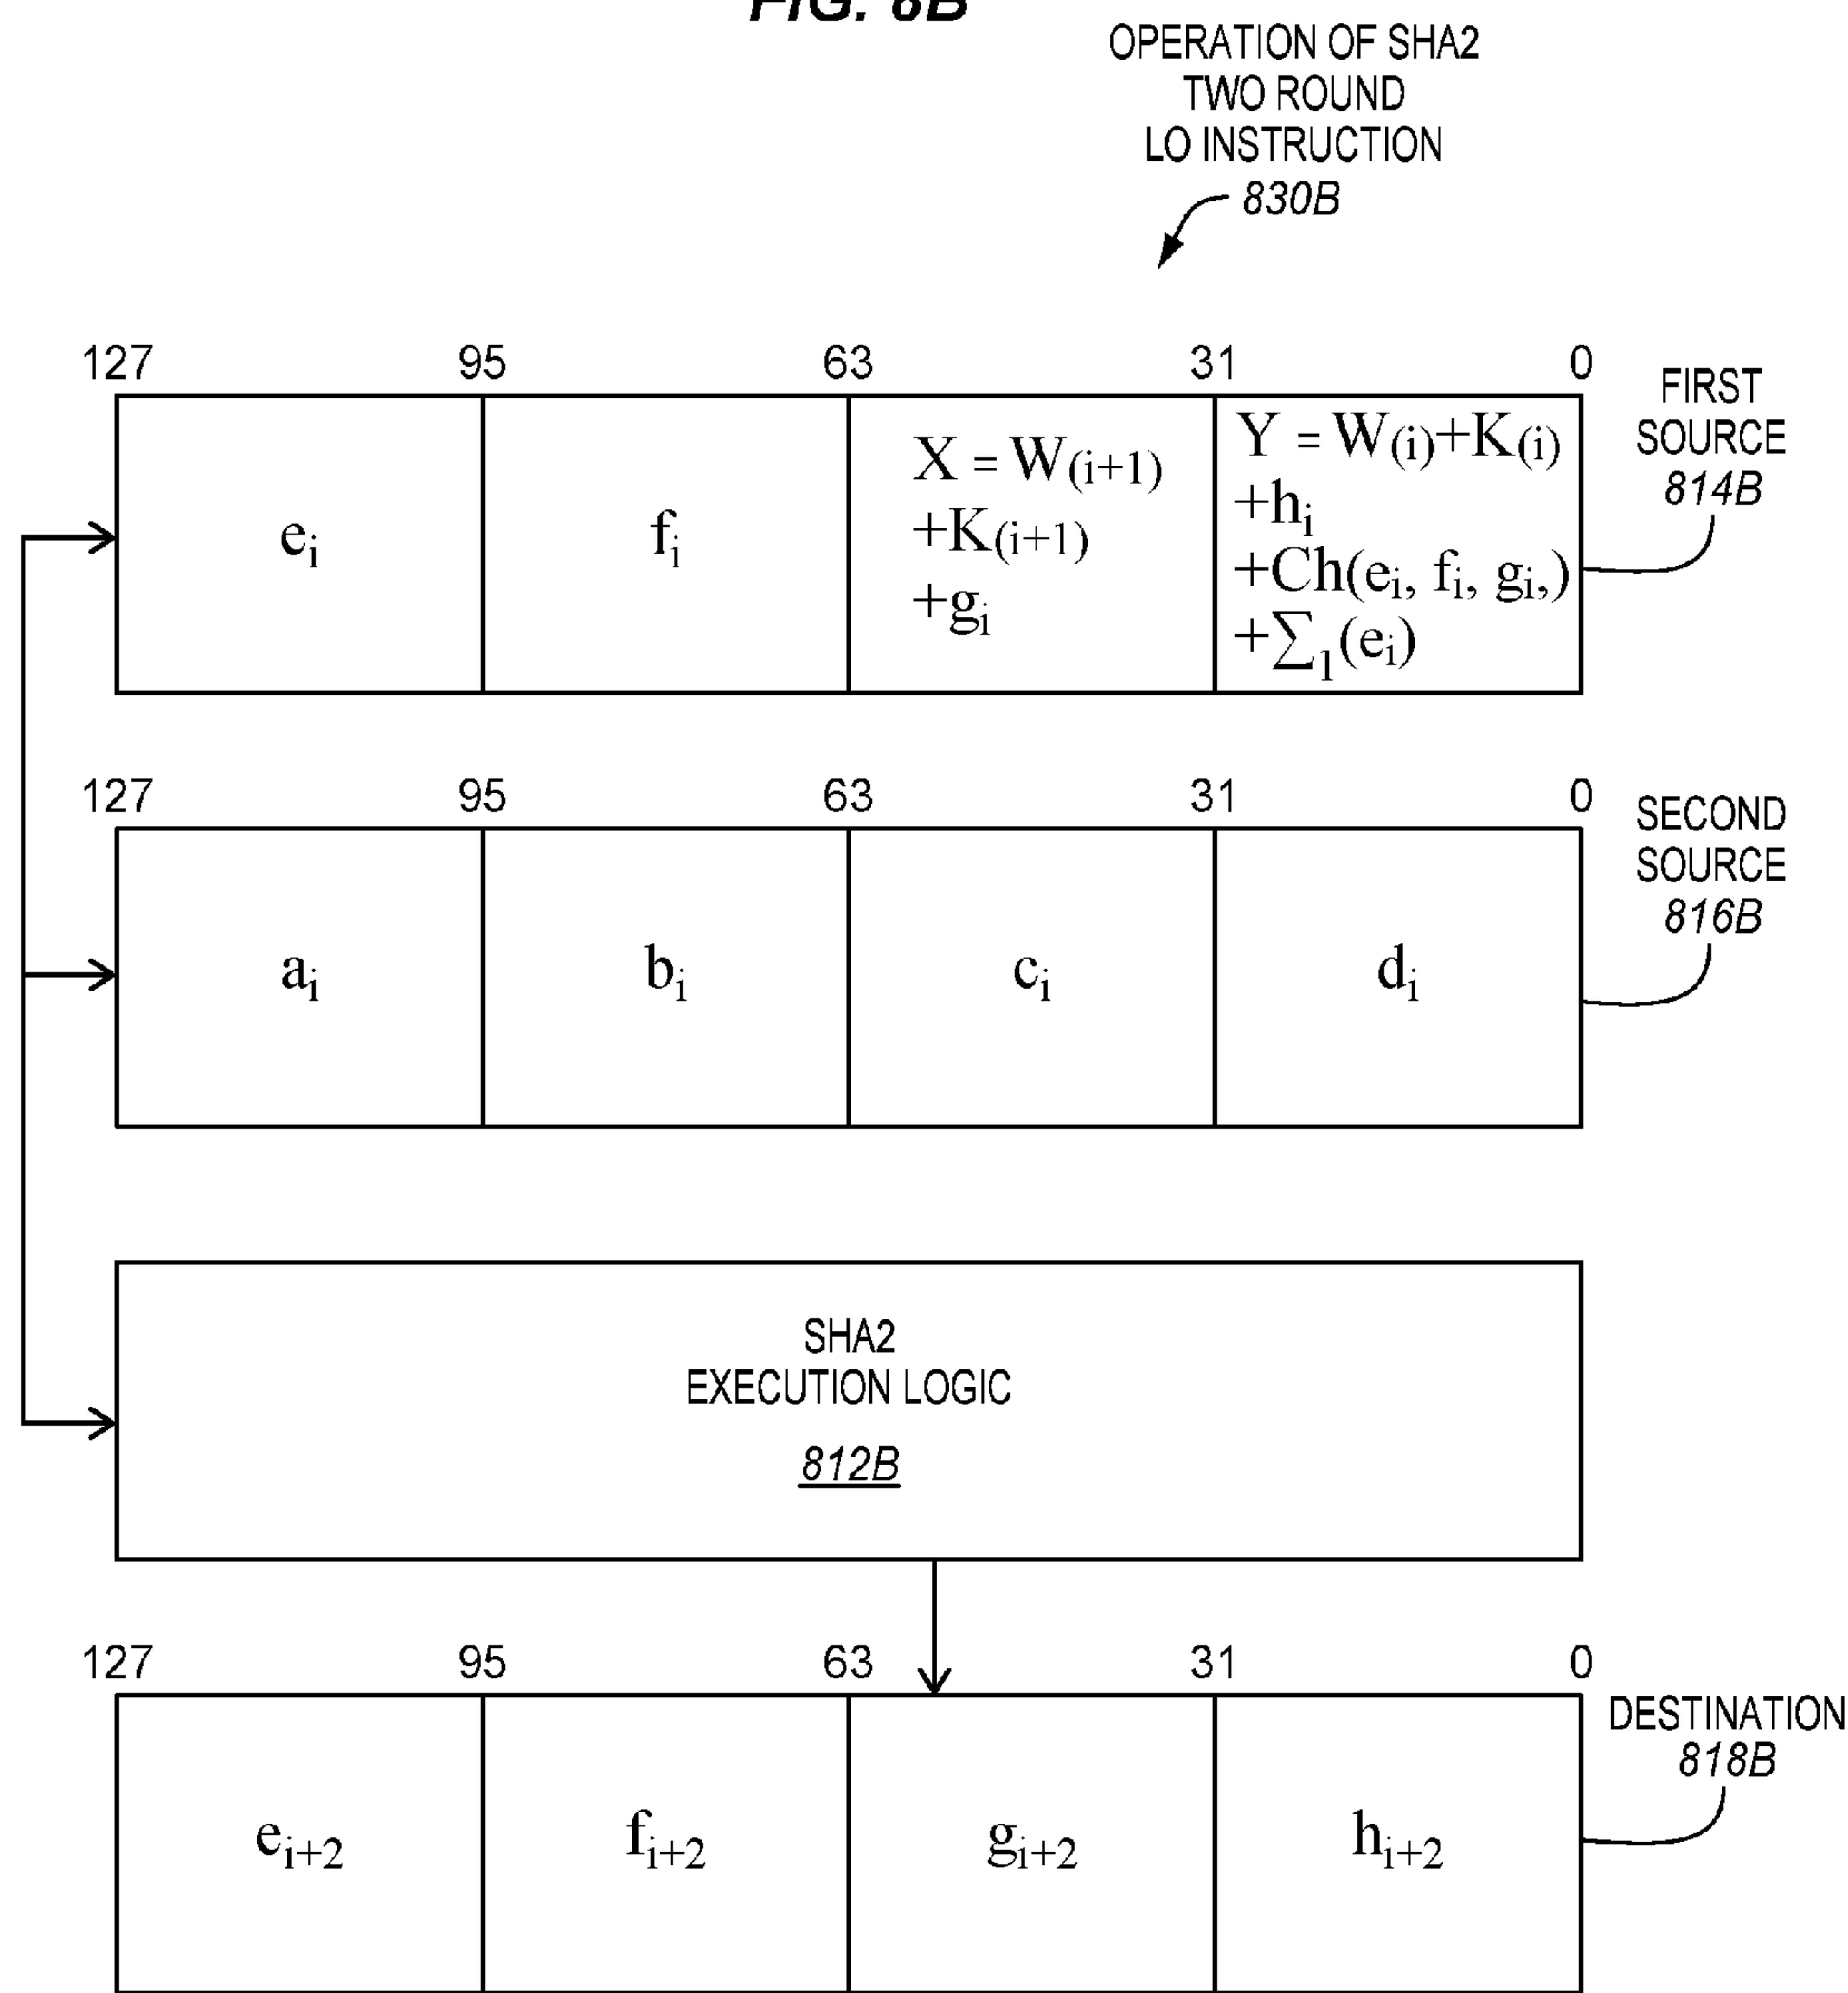 FIG. 8B
OPERATION OF SHA2
TWO ROUND
LO INSTRUCTION
830B
127 95 63 31 0
FIRST
SOURCE
814B
eᵢ fᵢ
X = W(i+1)
+K(i+1)
+gᵢ
Y = W(i)+K(i)
+hᵢ
+Ch(eᵢ, fᵢ, gᵢ,)
+∑₁(eᵢ)
127 95 63 31 0
SECOND
SOURCE
816B
aᵢ bᵢ cᵢ dᵢ
SHA2
EXECUTION LOGIC
812B
127 95 63 31 0
DESTINATION
818B
eᵢ₊₂ fᵢ₊₂ gᵢ₊₂ hᵢ₊₂